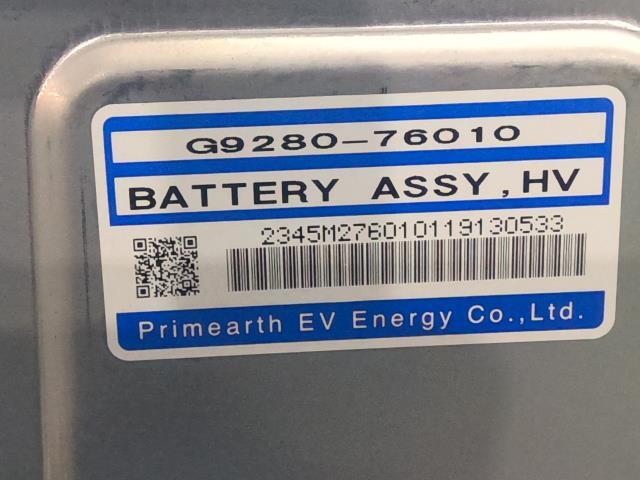 G9280-76010
BATTERY ASSY,HV
2345M276010119130533
Primearth EV Energy Co.,Ltd.